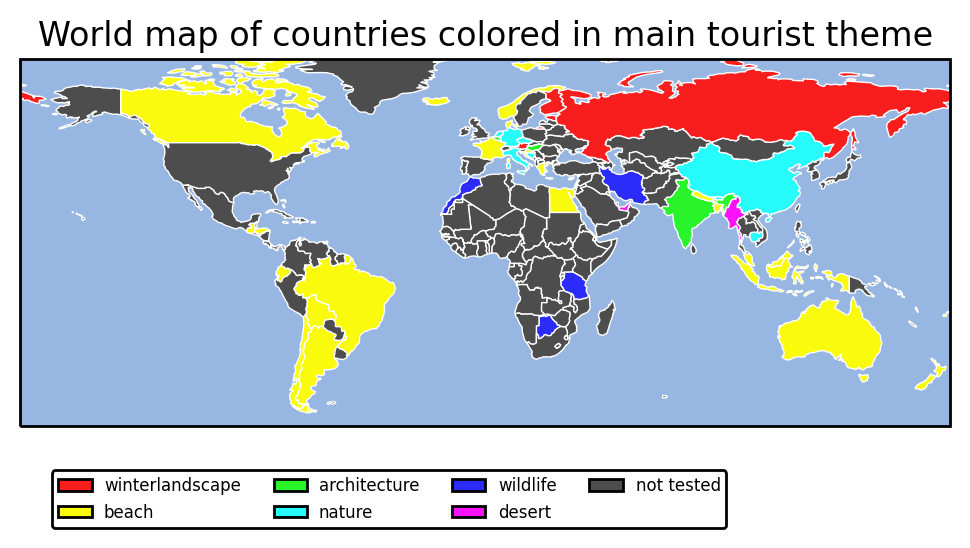 World map of countries colored in main tourist theme
winterlandscape architecture wildlife not tested
beach nature desert